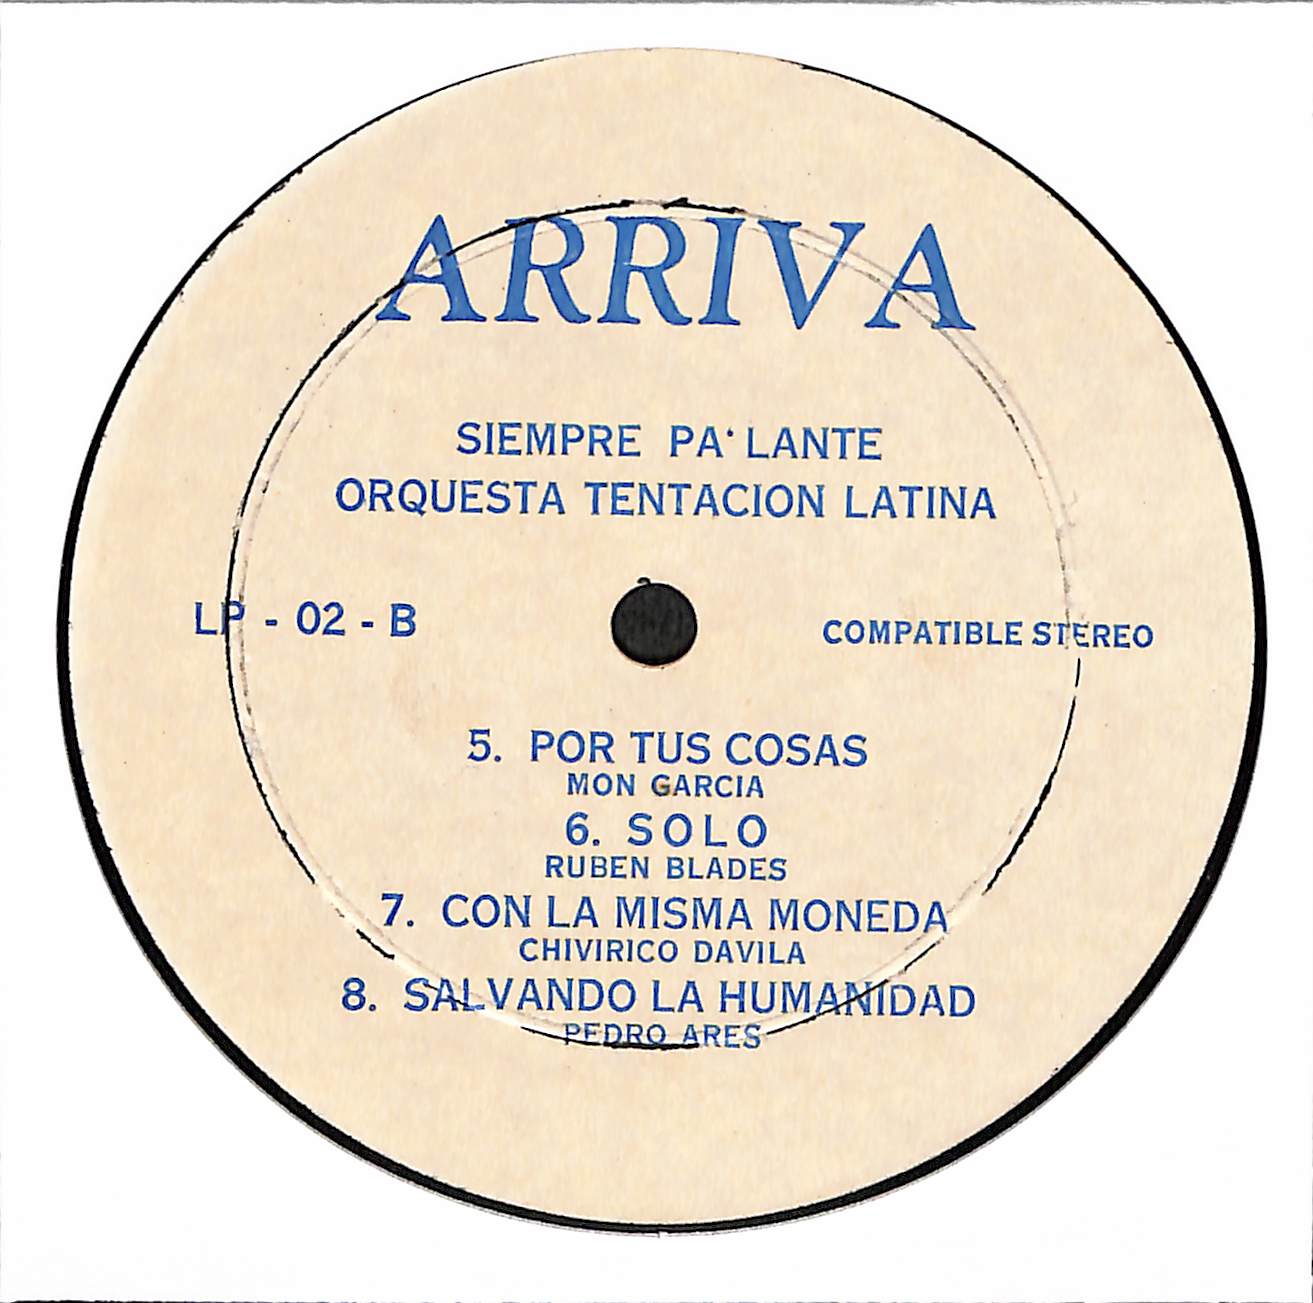 ARRIVA
SIEMPRE PA' LANTE
ORQUESTA TENTACION LATINA
LP - 02 - B
COMPATIBLE STEREO
5. POR TUS COSAS
MON GARCIA
6. SOLO
RUBEN BLADES
7. CON LA MISMA MONEDA
CHIVIRICO DAVILA
8. SALVANDO LA HUMANIDAD
PEDRO ARES